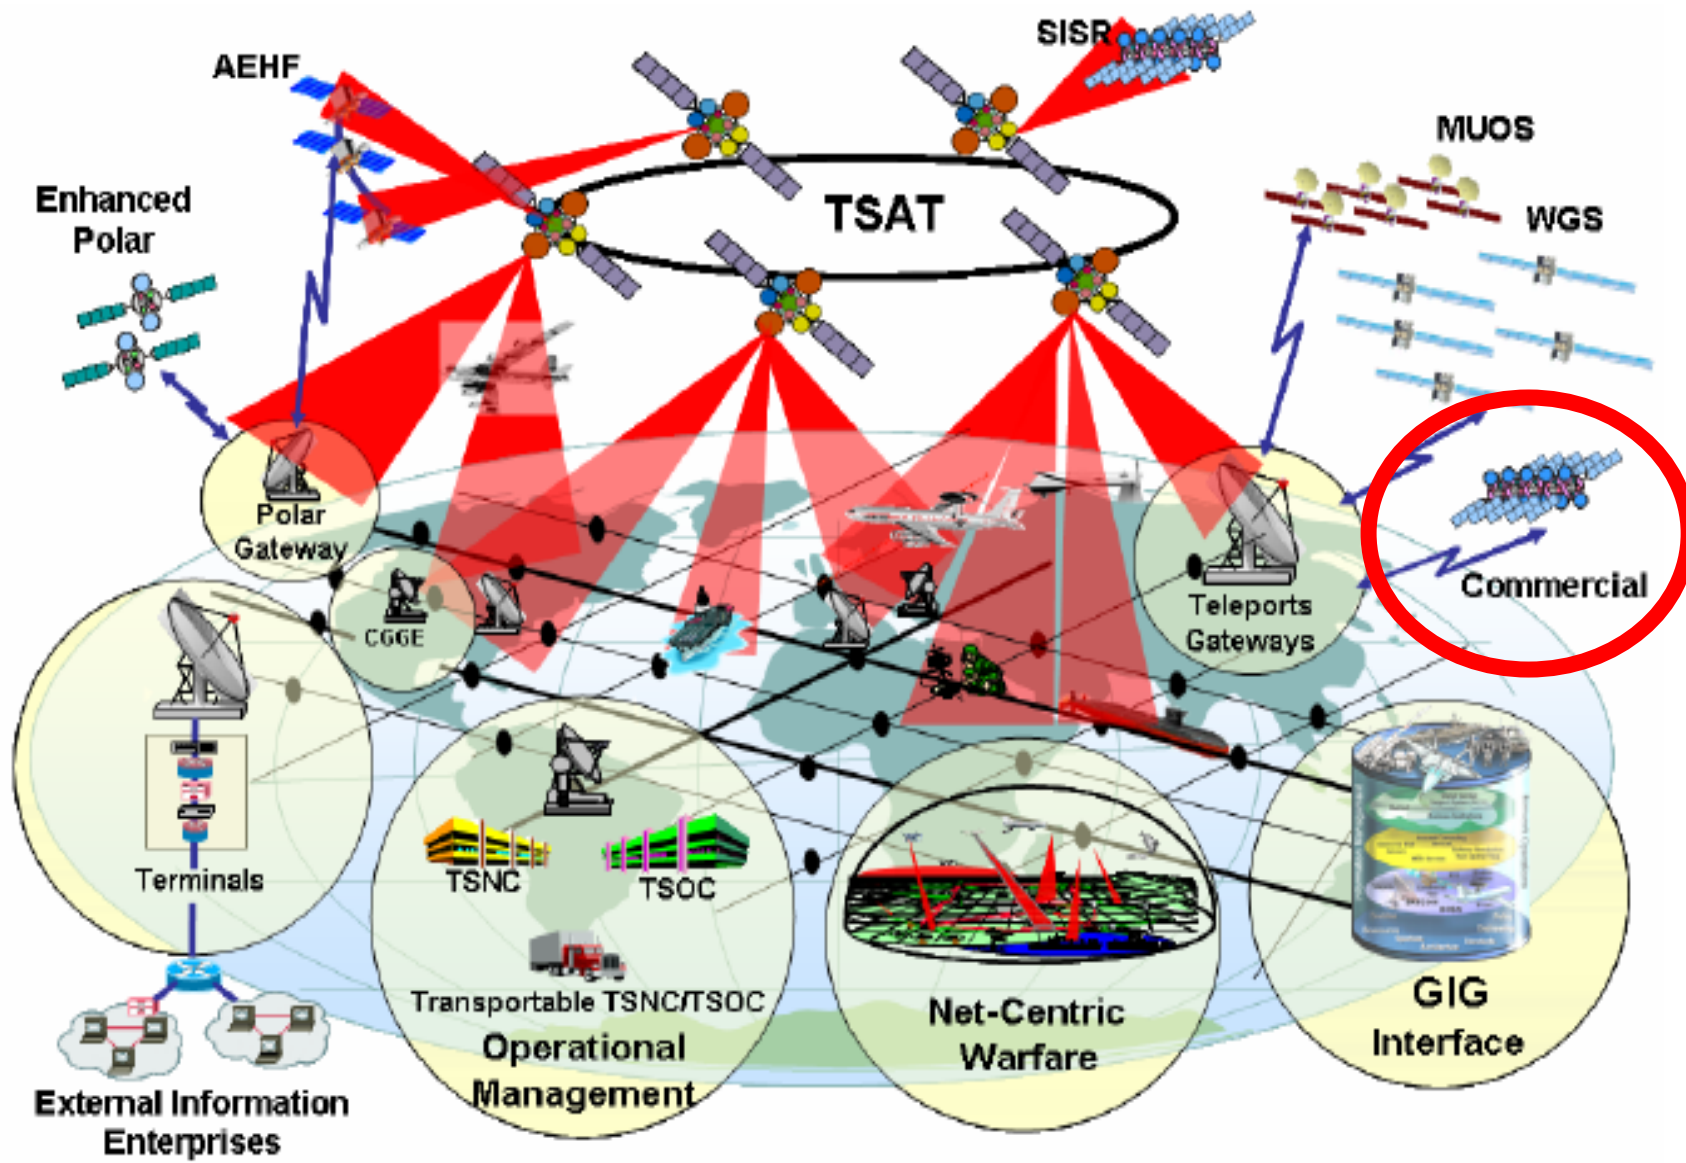 SISR
AEHF
MUOS
Enhanced
Polar
TSAT
WGS
Polar
Gateway
Commercial
Teleports
Gateways
CGGE
Terminals
TSNC
TSOC
Transportable TSNC/TSOC
Operational
Management
Net-Centric
Warfare
GIG
Interface
External Information
Enterprises